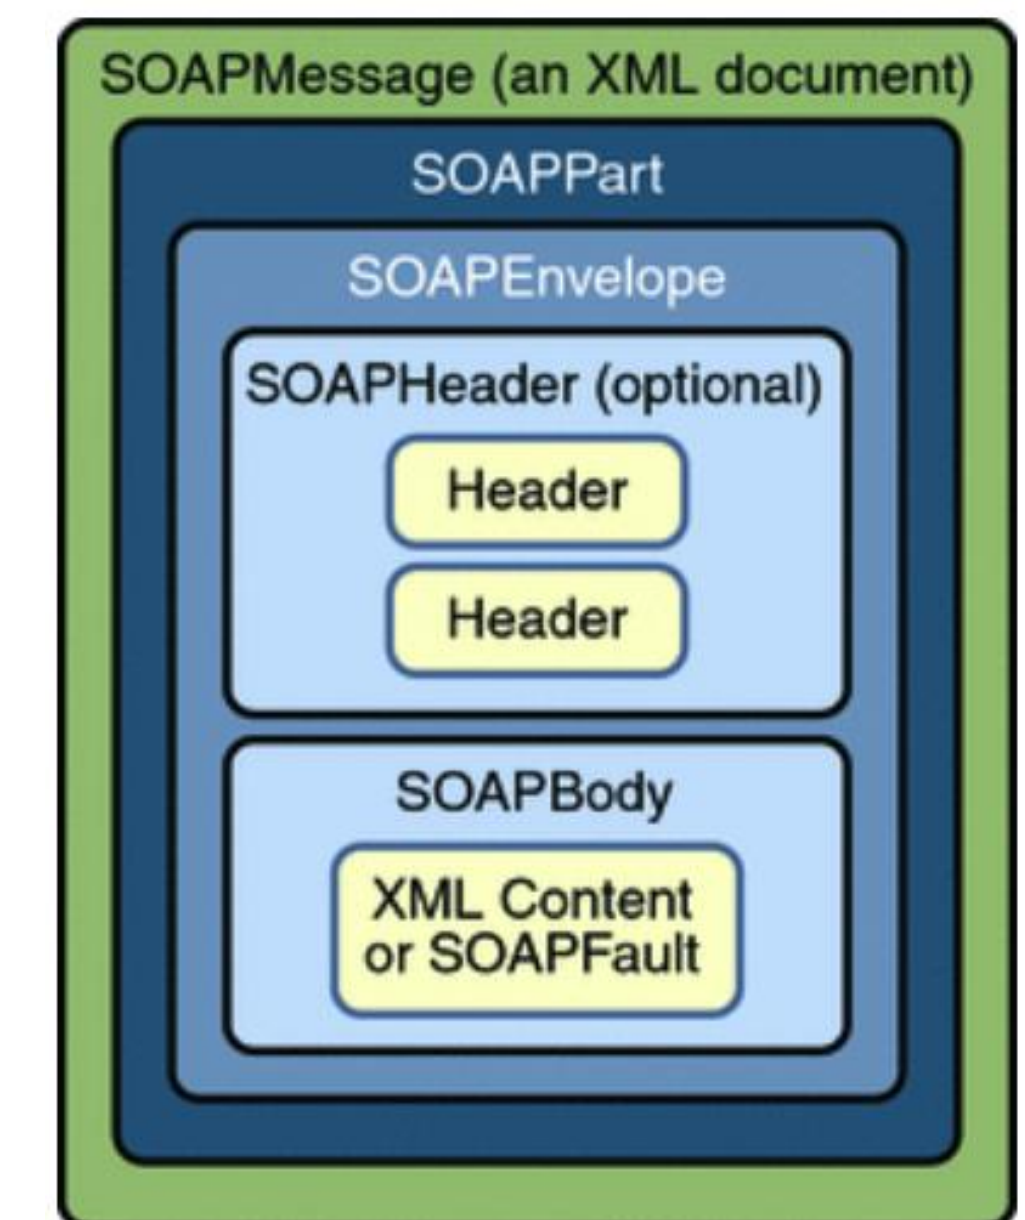 SOAPMessage (an XML document)
SOAPPart
SOAPEnvelope
SOAPHeader (optional)
Header
Header
SOAPBody
XML Content
or SOAPFault